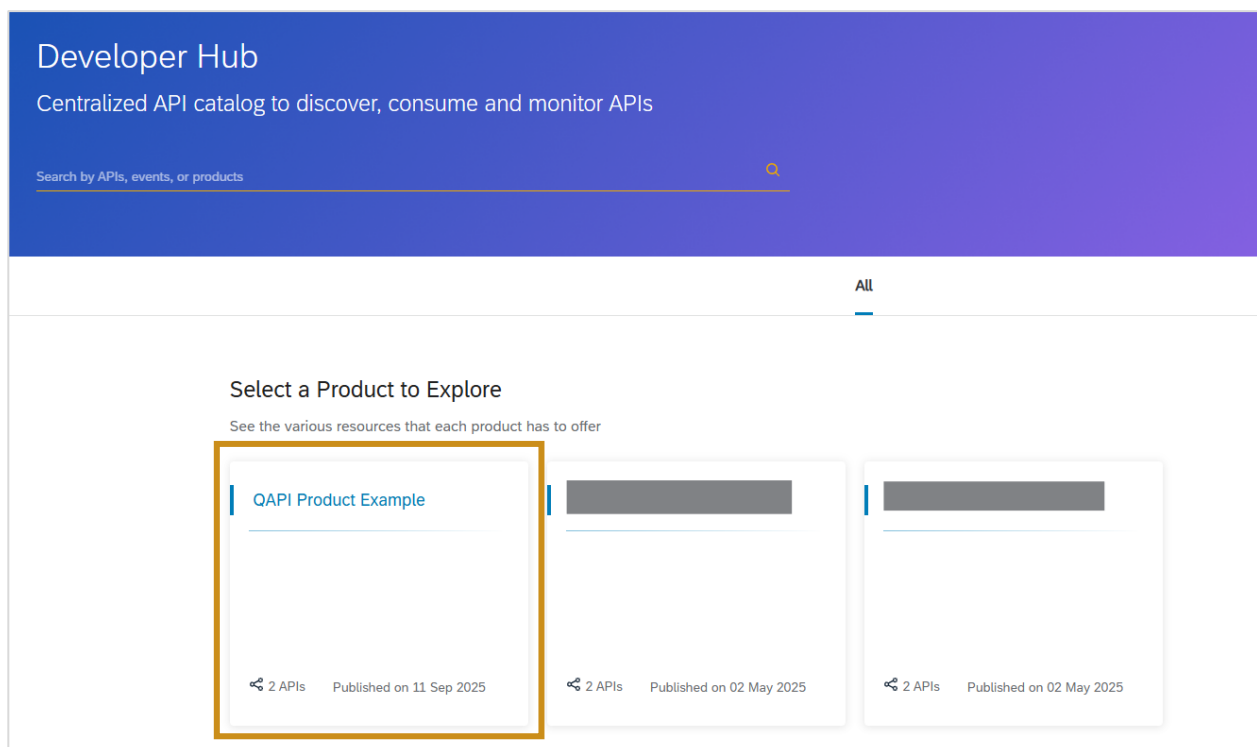 Developer Hub
Centralized API catalog to discover, consume and monitor APIs
Search by APIs, events, or products
All
Select a Product to Explore
See the various resources that each product has to offer
QAPI Product Example
2 APIs Published on 11 Sep 2025
2 APIs Published on 02 May 2025
2 APIs Published on 02 May 2025